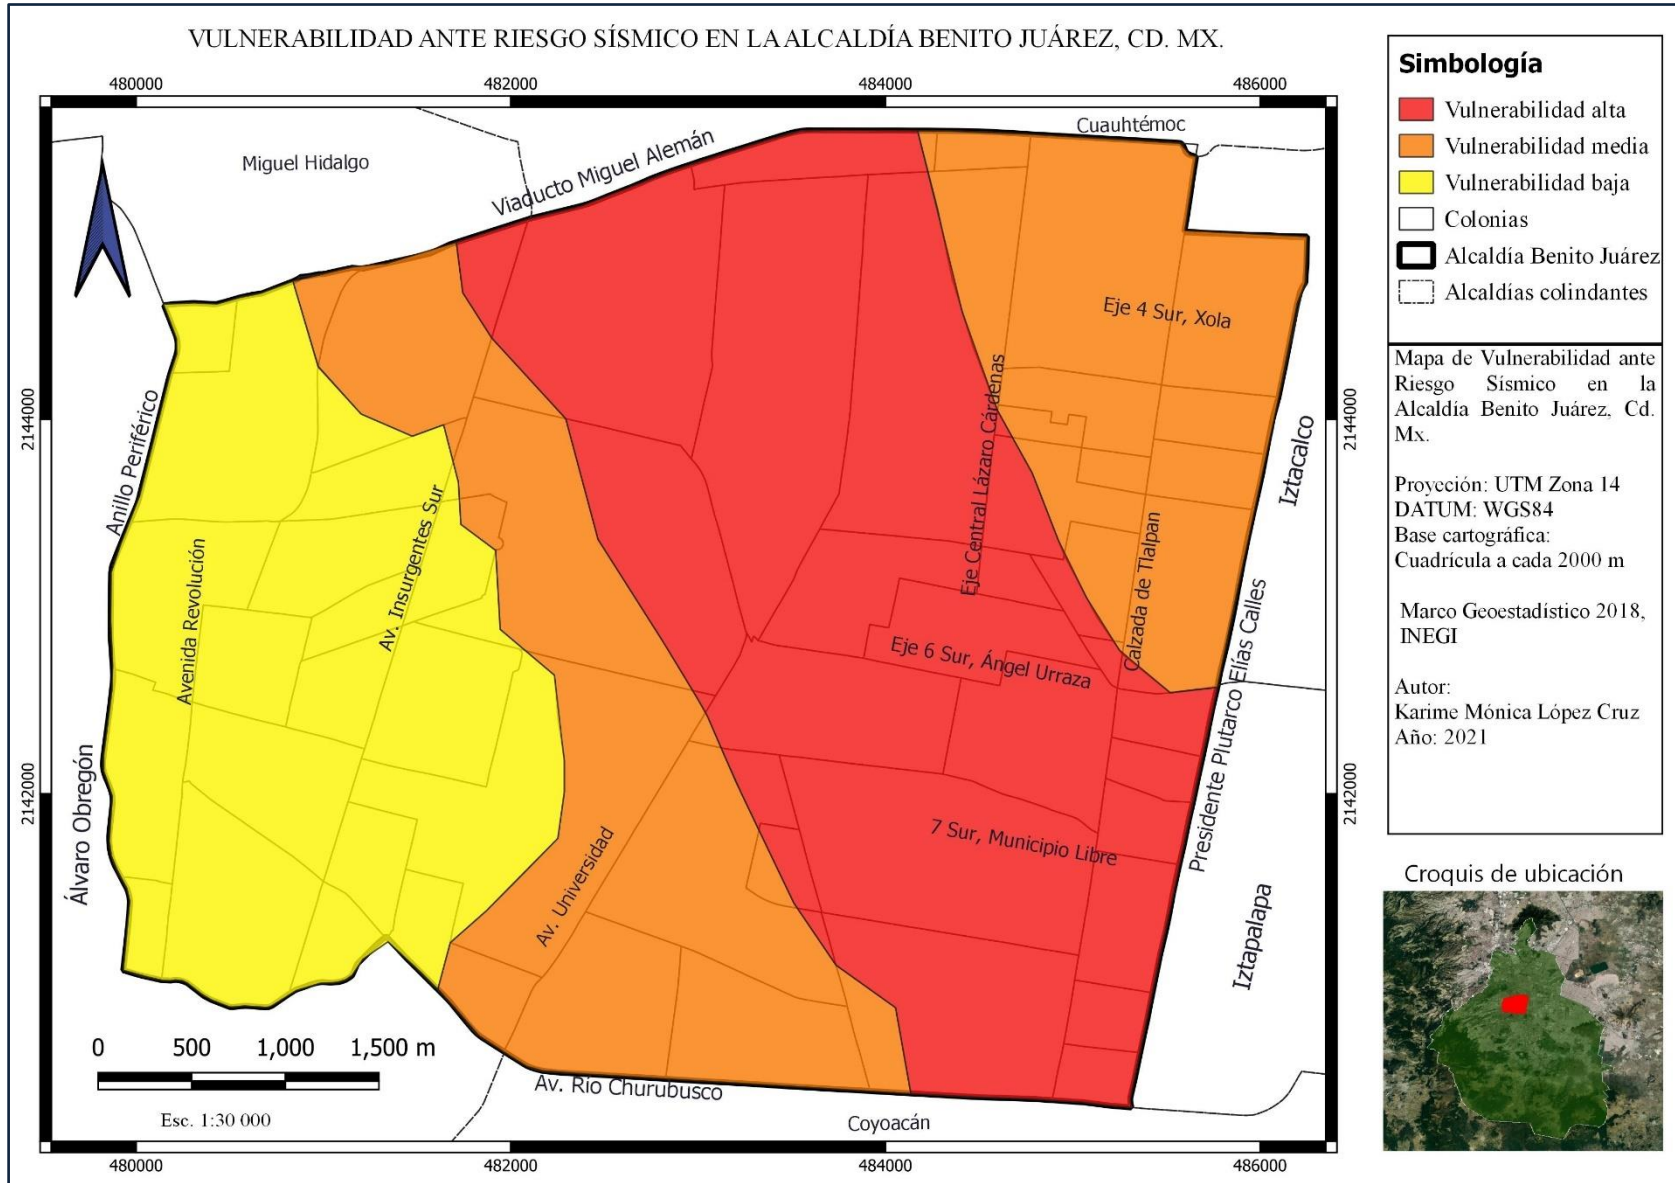 VULNERABILIDAD ANTE RIESGO SÍSMICO EN LA ALCALDÍA BENITO JUÁREZ, CD. MX.
480000
482000
484000
486000
Cuauhtémoc
Miguel Hidalgo
Viaducto Miguel Alemán
Eje 4 Sur, Xola
2144000
2144000
Anillo Periférico
Eje Central Lázaro Cárdenas
Iztacalco
Av. Insurgentes Sur
Avenida Revolución
Calzada de Tlalpan
Eje 6 Sur, Ángel Urraza
Presidente Plutarco Elías Calles
Álvaro Obregón
2142000
2142000
7 Sur, Municipio Libre
Av. Universidad
Iztapalapa
0 500 1,000 1,500 m
Esc. 1:30 000
Av. Río Churubusco
Coyoacán
480000
482000
484000
486000
Simbología
Vulnerabilidad alta
Vulnerabilidad media
Vulnerabilidad baja
Colonias
Alcaldía Benito Juárez
Alcaldías colindantes
Mapa de Vulnerabilidad ante
Riesgo Sísmico en la
Alcaldía Benito Juárez, Cd.
Mx.
Proyeción: UTM Zona 14
DATUM: WGS84
Base cartográfica:
Cuadrícula a cada 2000 m
Marco Geoestadístico 2018,
INEGI
Autor:
Karime Mónica López Cruz
Año: 2021
Croquis de ubicación